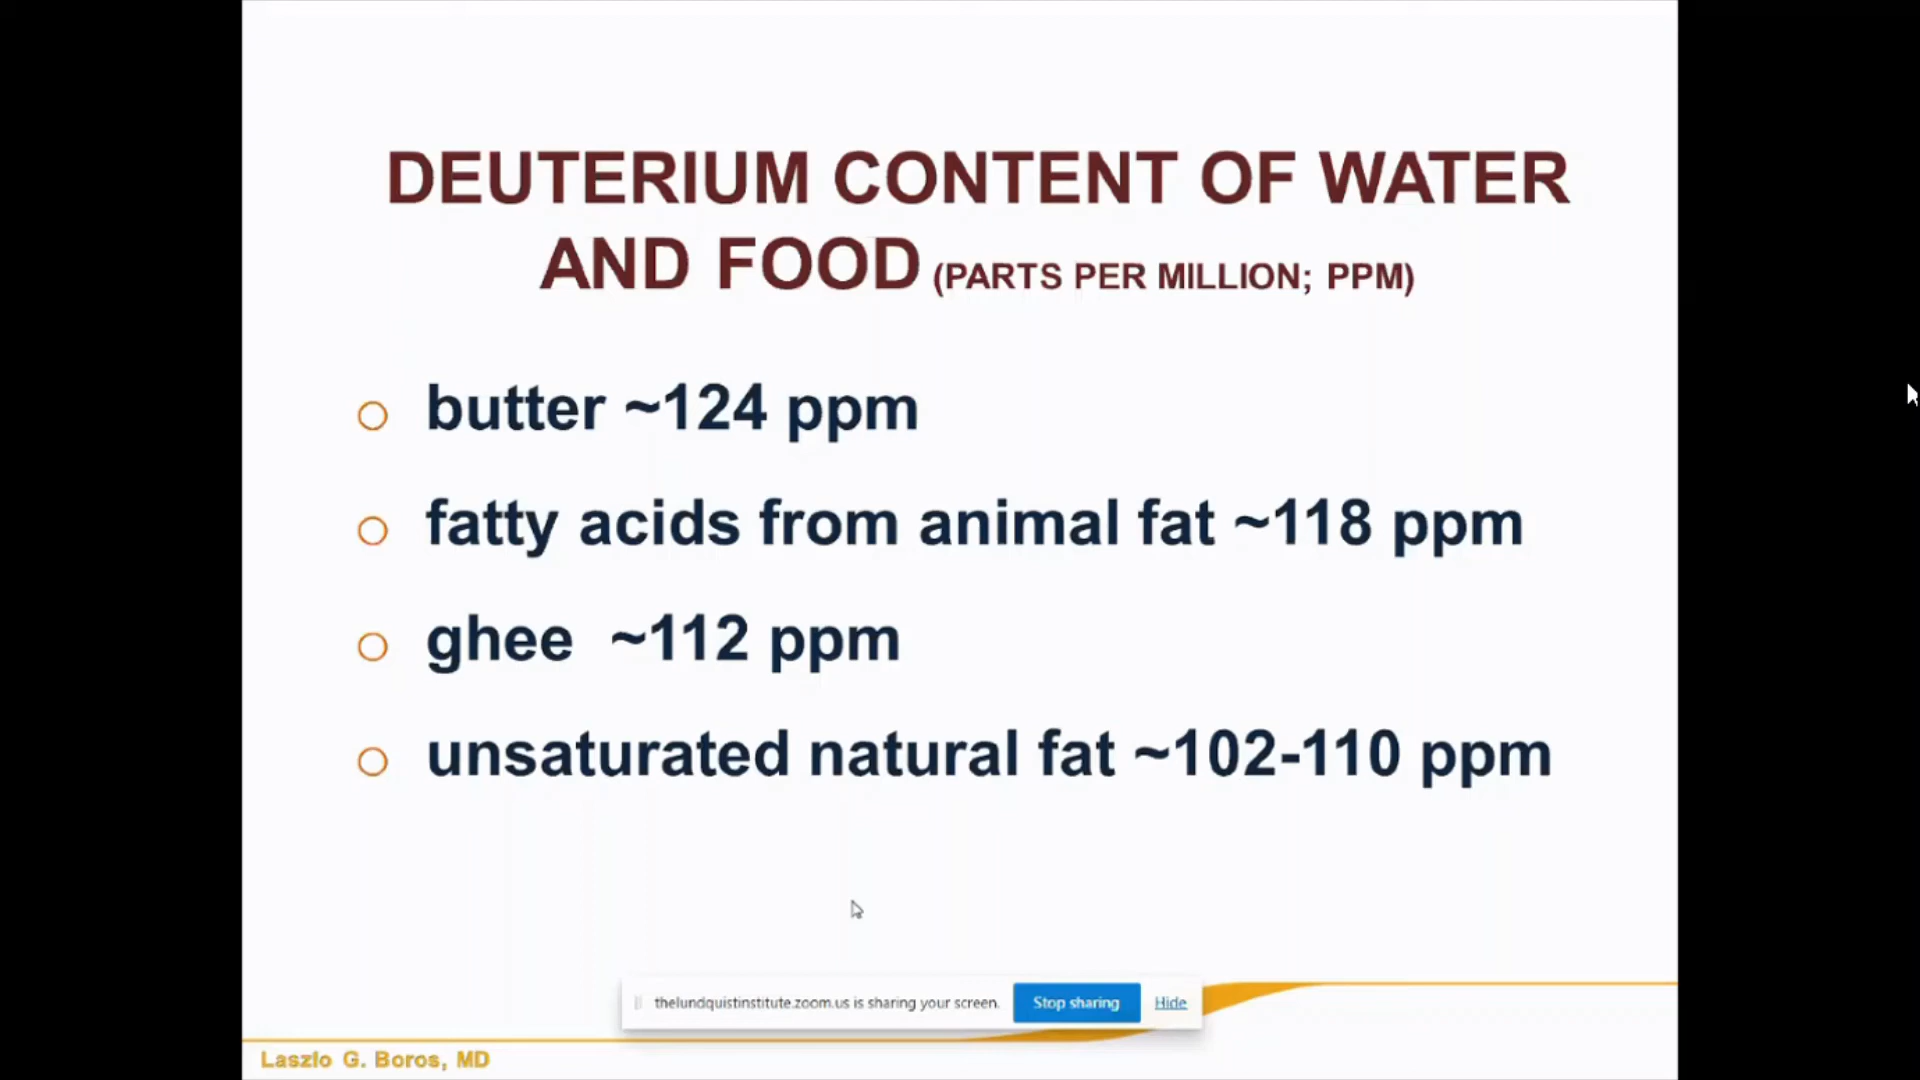 DEUTERIUM CONTENT OF WATER
AND FOOD (PARTS PER MILLION; PPM)
butter ~124 ppm
fatty acids from animal fat ~118 ppm
ghee ~112 ppm
unsaturated natural fat ~102-110 ppm
thelundquistinstitute.zoom.us is sharing your screen. Stop sharing Hide
Laszlo G. Boros, MD